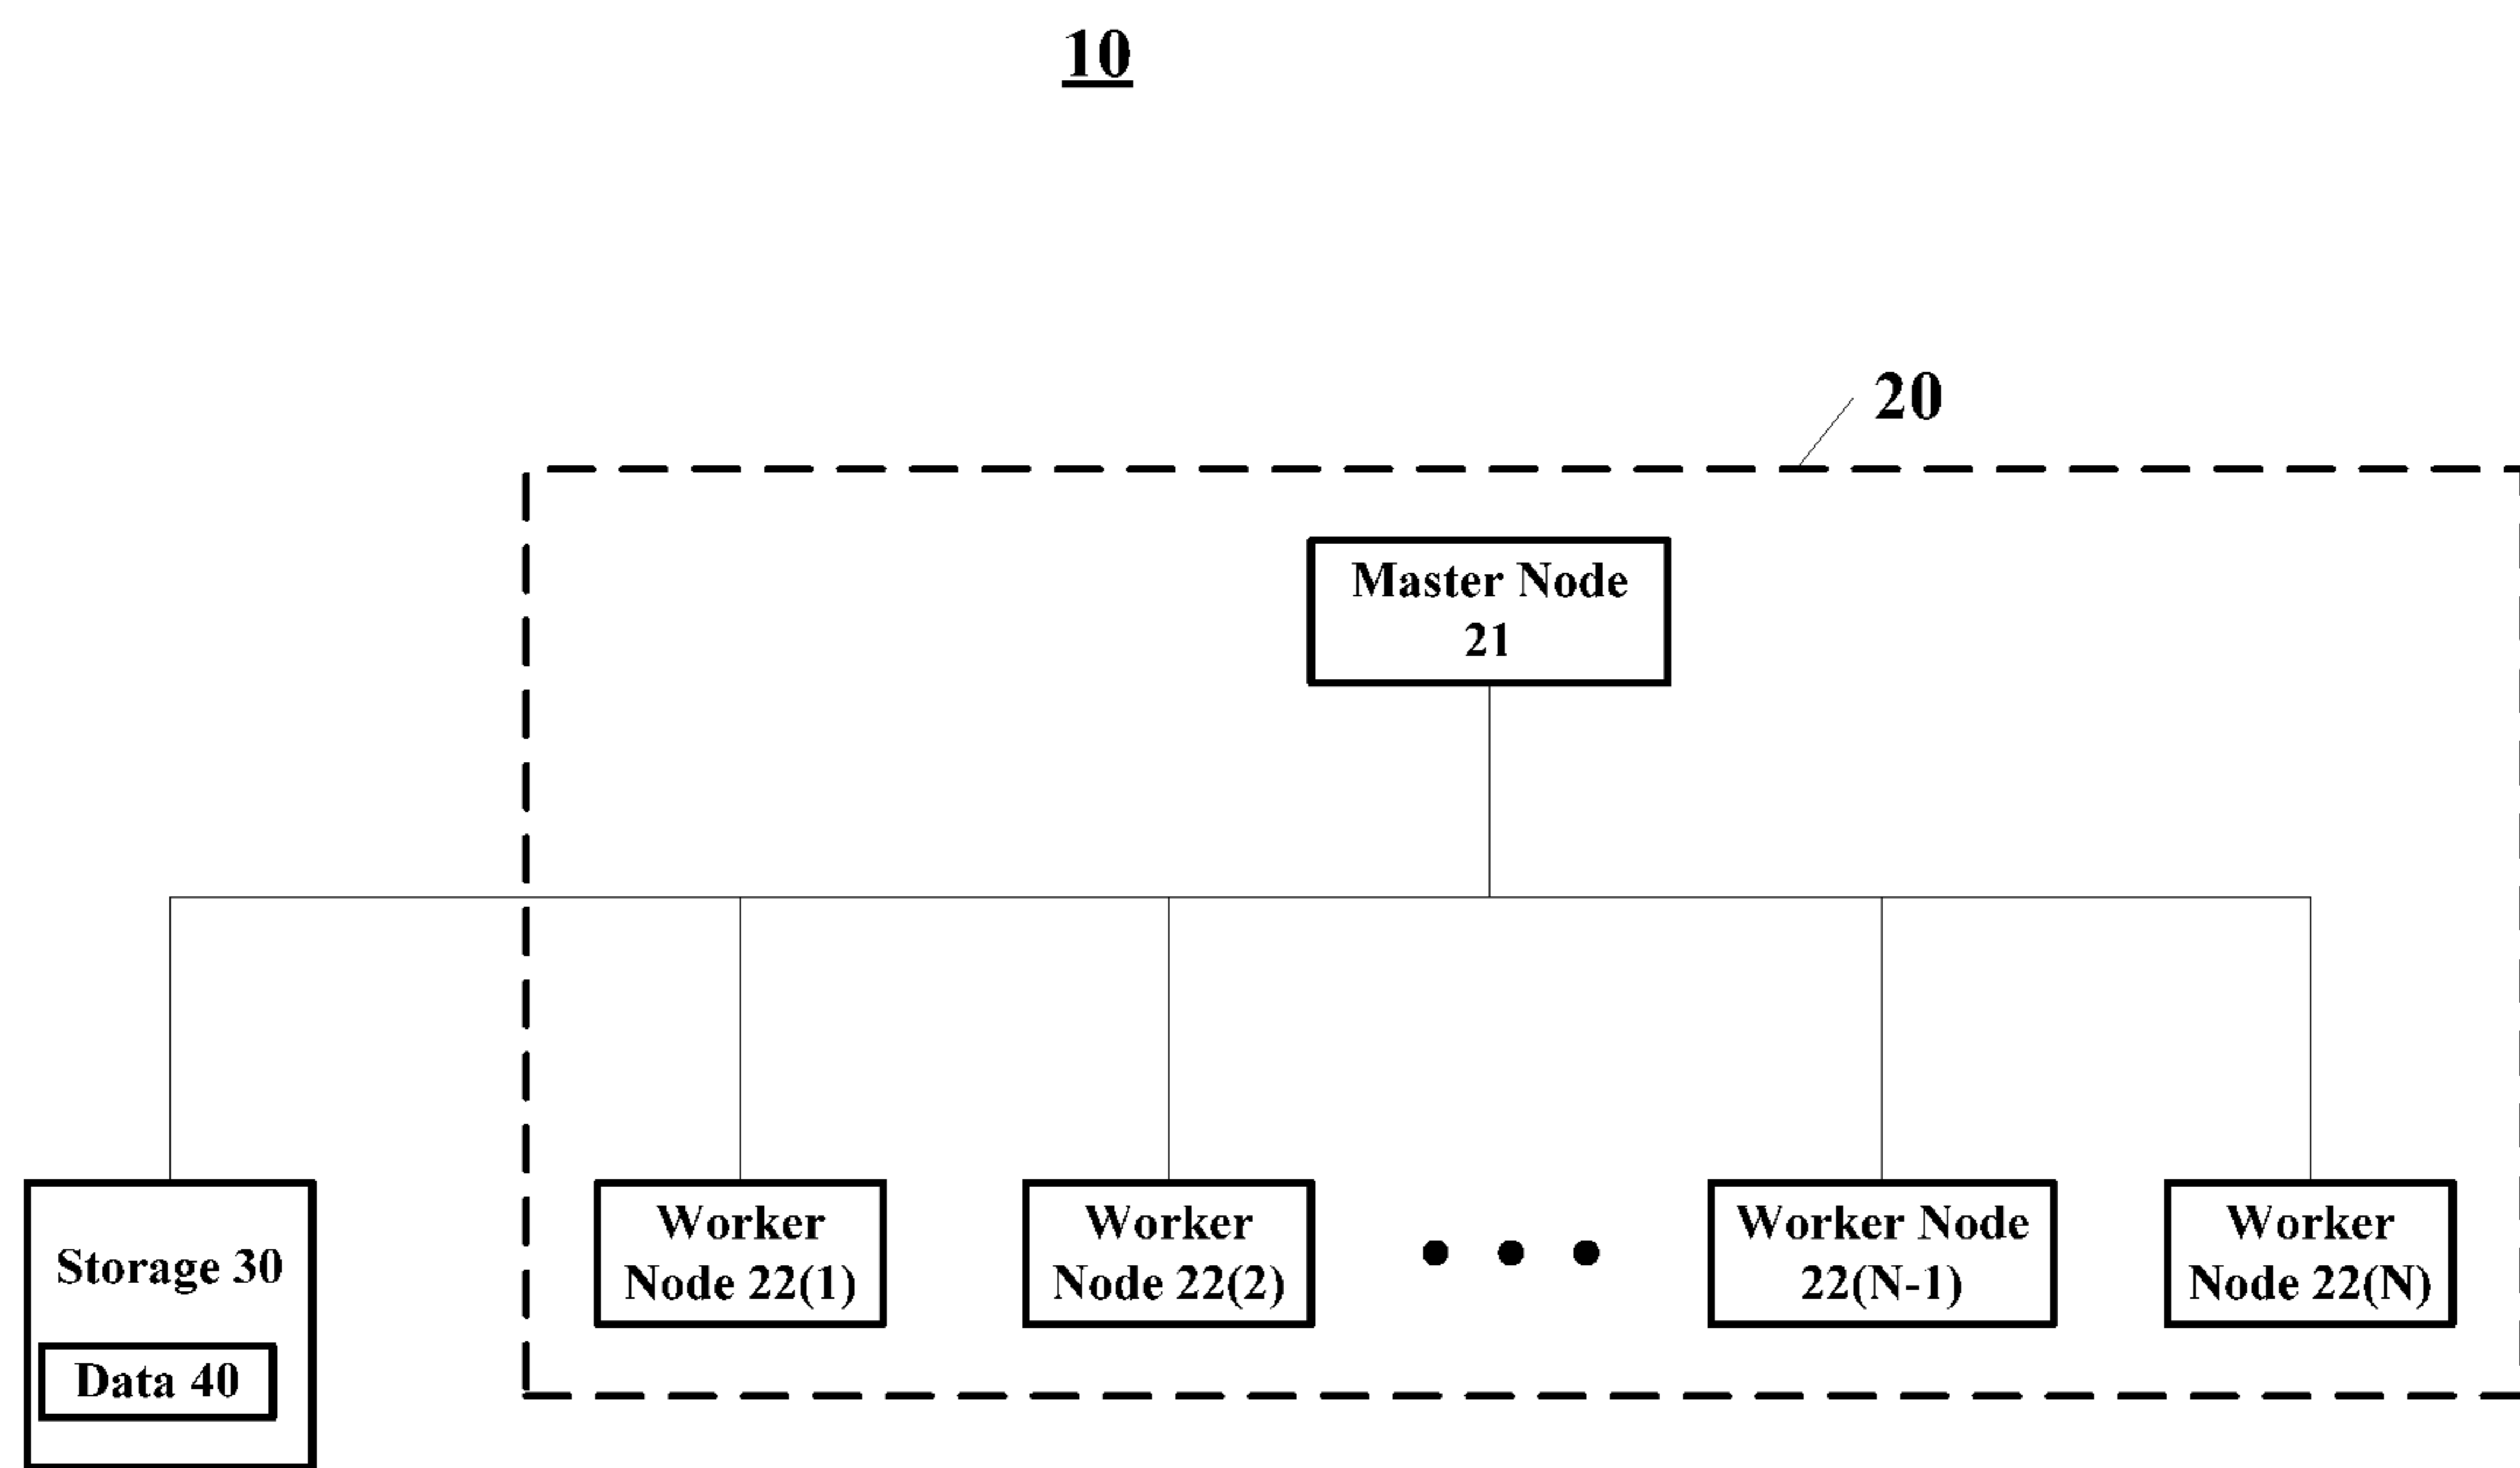 10
20
Master Node
21
Storage 30
Data 40
Worker
Node 22(1)
Worker
Node 22(2)
Worker Node
22(N-1)
Worker
Node 22(N)